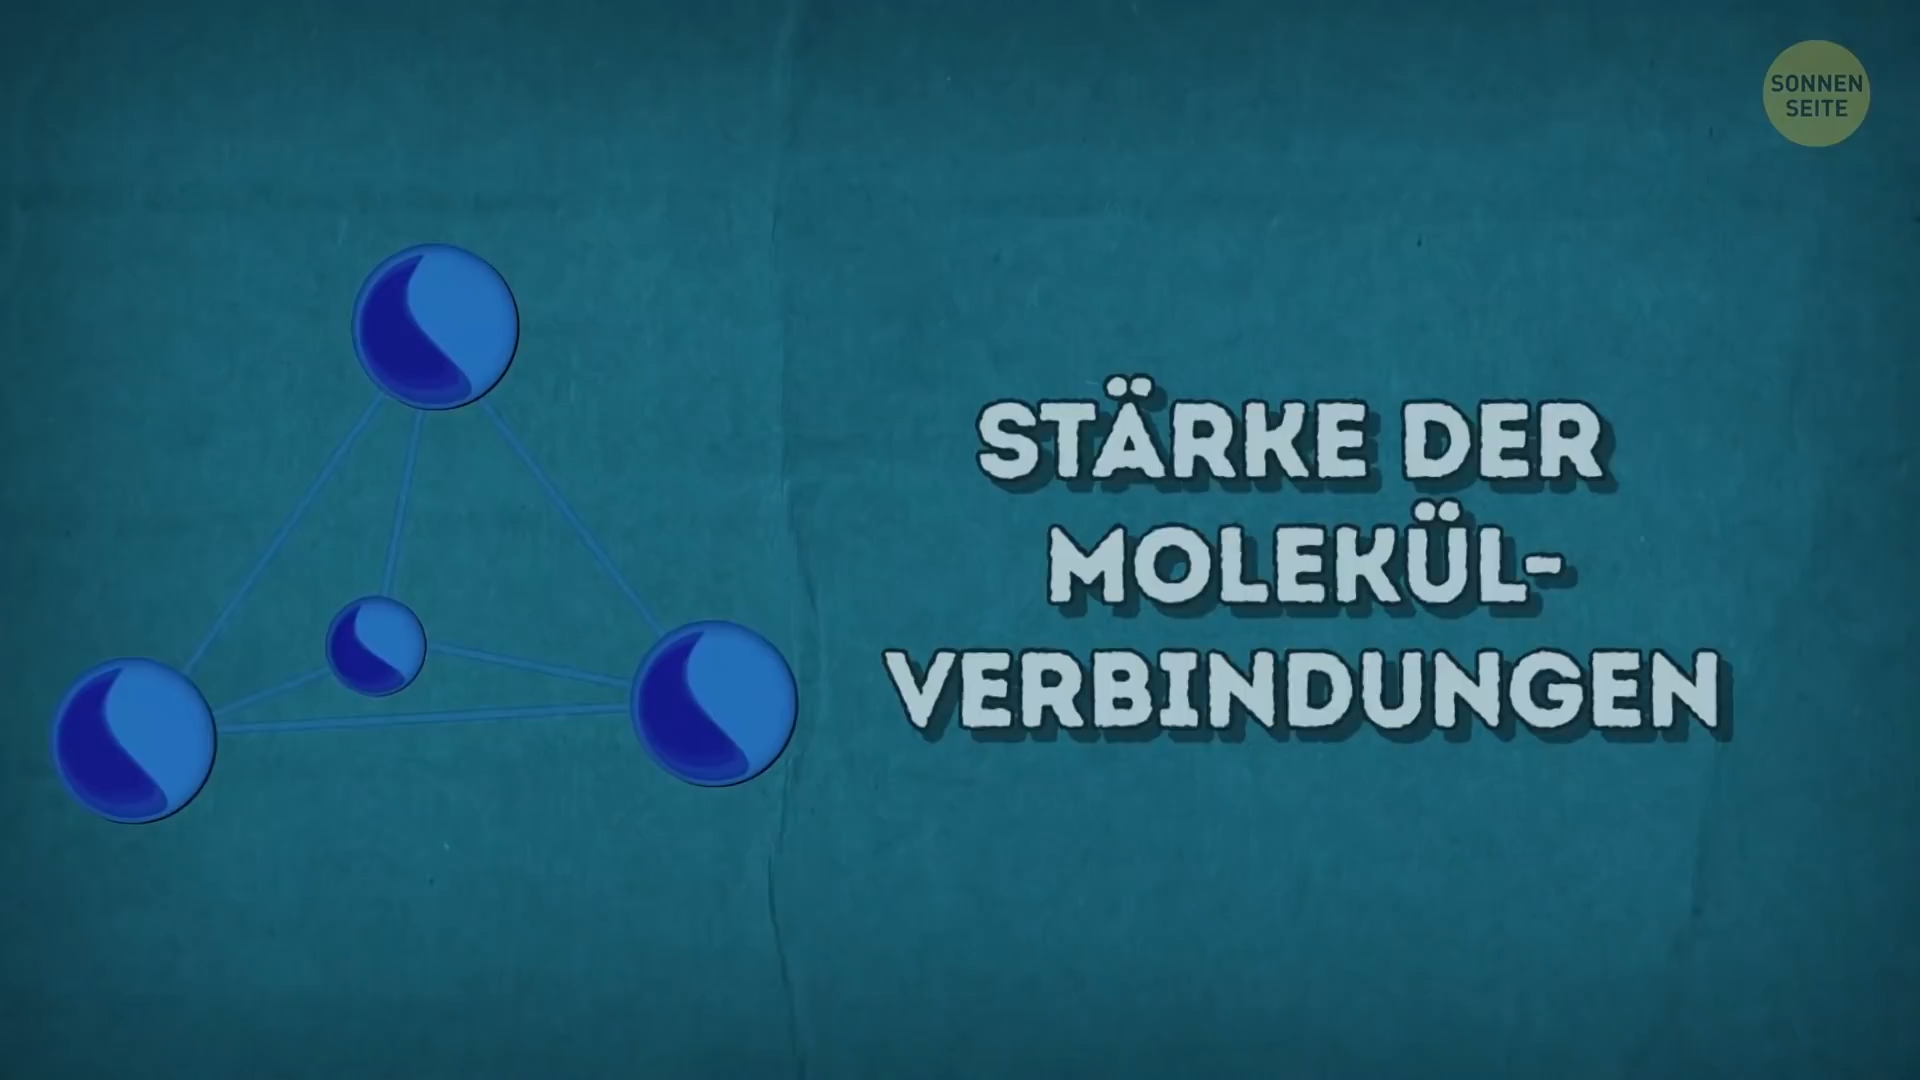 SONNEN
SEITE
STÄRKE DER
MOLEKÜL-
VERBINDUNGEN